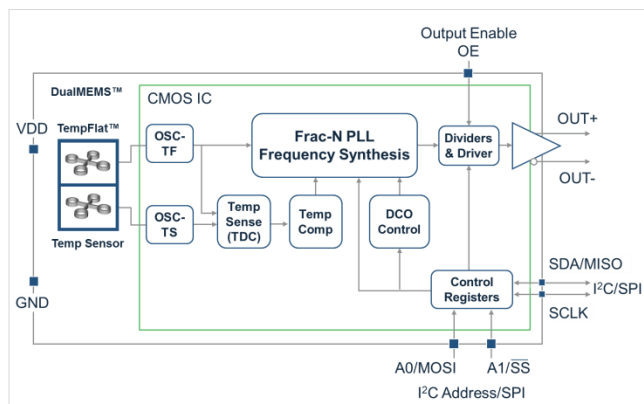 Output Enable
OE
DualMEMS™
CMOS IC
VDD
TempFlat™
OSC-
TF
Frac-N PLL
Frequency Synthesis
Dividers
& Driver
OUT+
OUT-
OSC-
TS
Temp
Sense
(TDC)
Temp
Comp
DCO
Control
Temp Sensor
GND
Control
Registers
SDA/MISO
I²C/SPI
SCLK
A0/MOSI
A1/S̅S̅
I²C Address/SPI